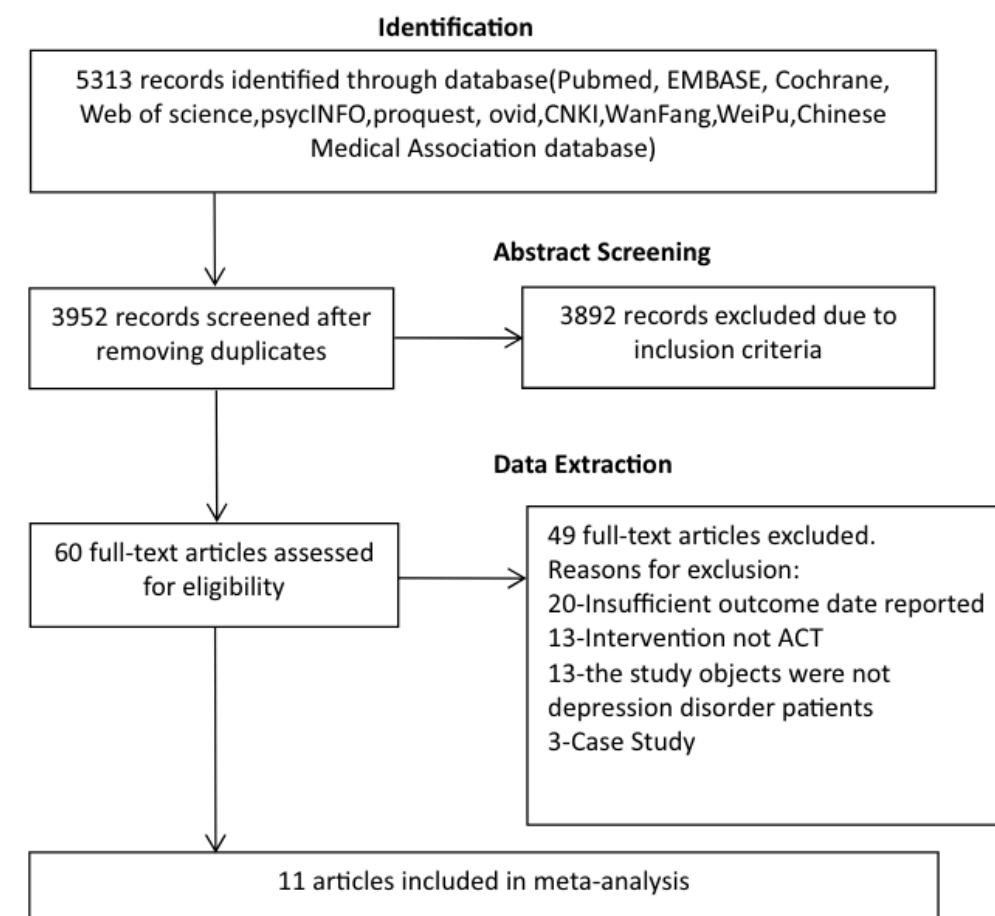 Identification
5313 records identified through database(Pubmed, EMBASE, Cochrane,
Web of science,psycINFO,proquest, ovid,CNKI,WanFang,WeiPu,Chinese
Medical Association database)
Abstract Screening
3952 records screened after
removing duplicates
3892 records excluded due to
inclusion criteria
Data Extraction
60 full-text articles assessed
for eligibility
49 full-text articles excluded.
Reasons for exclusion:
20-Insufficient outcome date reported
13-Intervention not ACT
13-the study objects were not
depression disorder patients
3-Case Study
11 articles included in meta-analysis